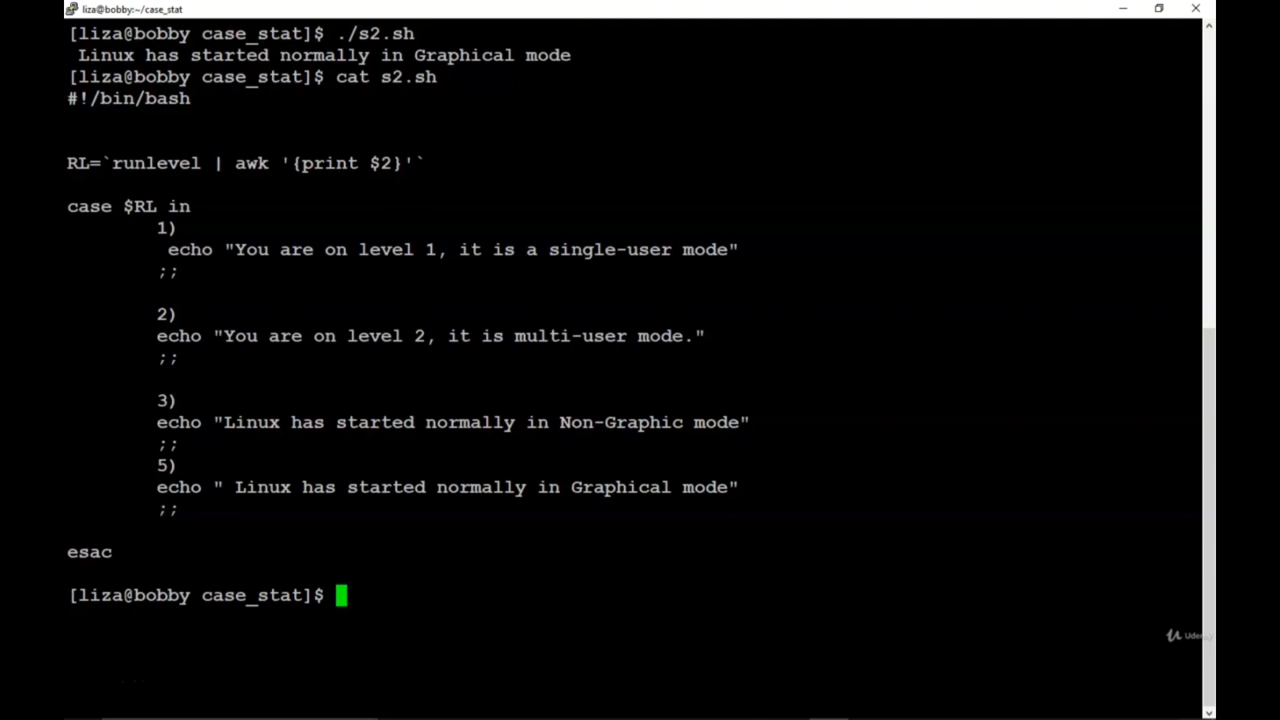 liza@bobby:~/case_stat
[liza@bobby case_stat]$ ./s2.sh
 Linux has started normally in Graphical mode
[liza@bobby case_stat]$ cat s2.sh
#!/bin/bash
RL=`runlevel | awk '{print $2}'`
case $RL in
        1)
         echo "You are on level 1, it is a single-user mode"
        ;;
        2)
        echo "You are on level 2, it is multi-user mode."
        ;;
        3)
        echo "Linux has started normally in Non-Graphic mode"
        ;;
        5)
        echo " Linux has started normally in Graphical mode"
        ;;
esac
[liza@bobby case_stat]$
Udemy